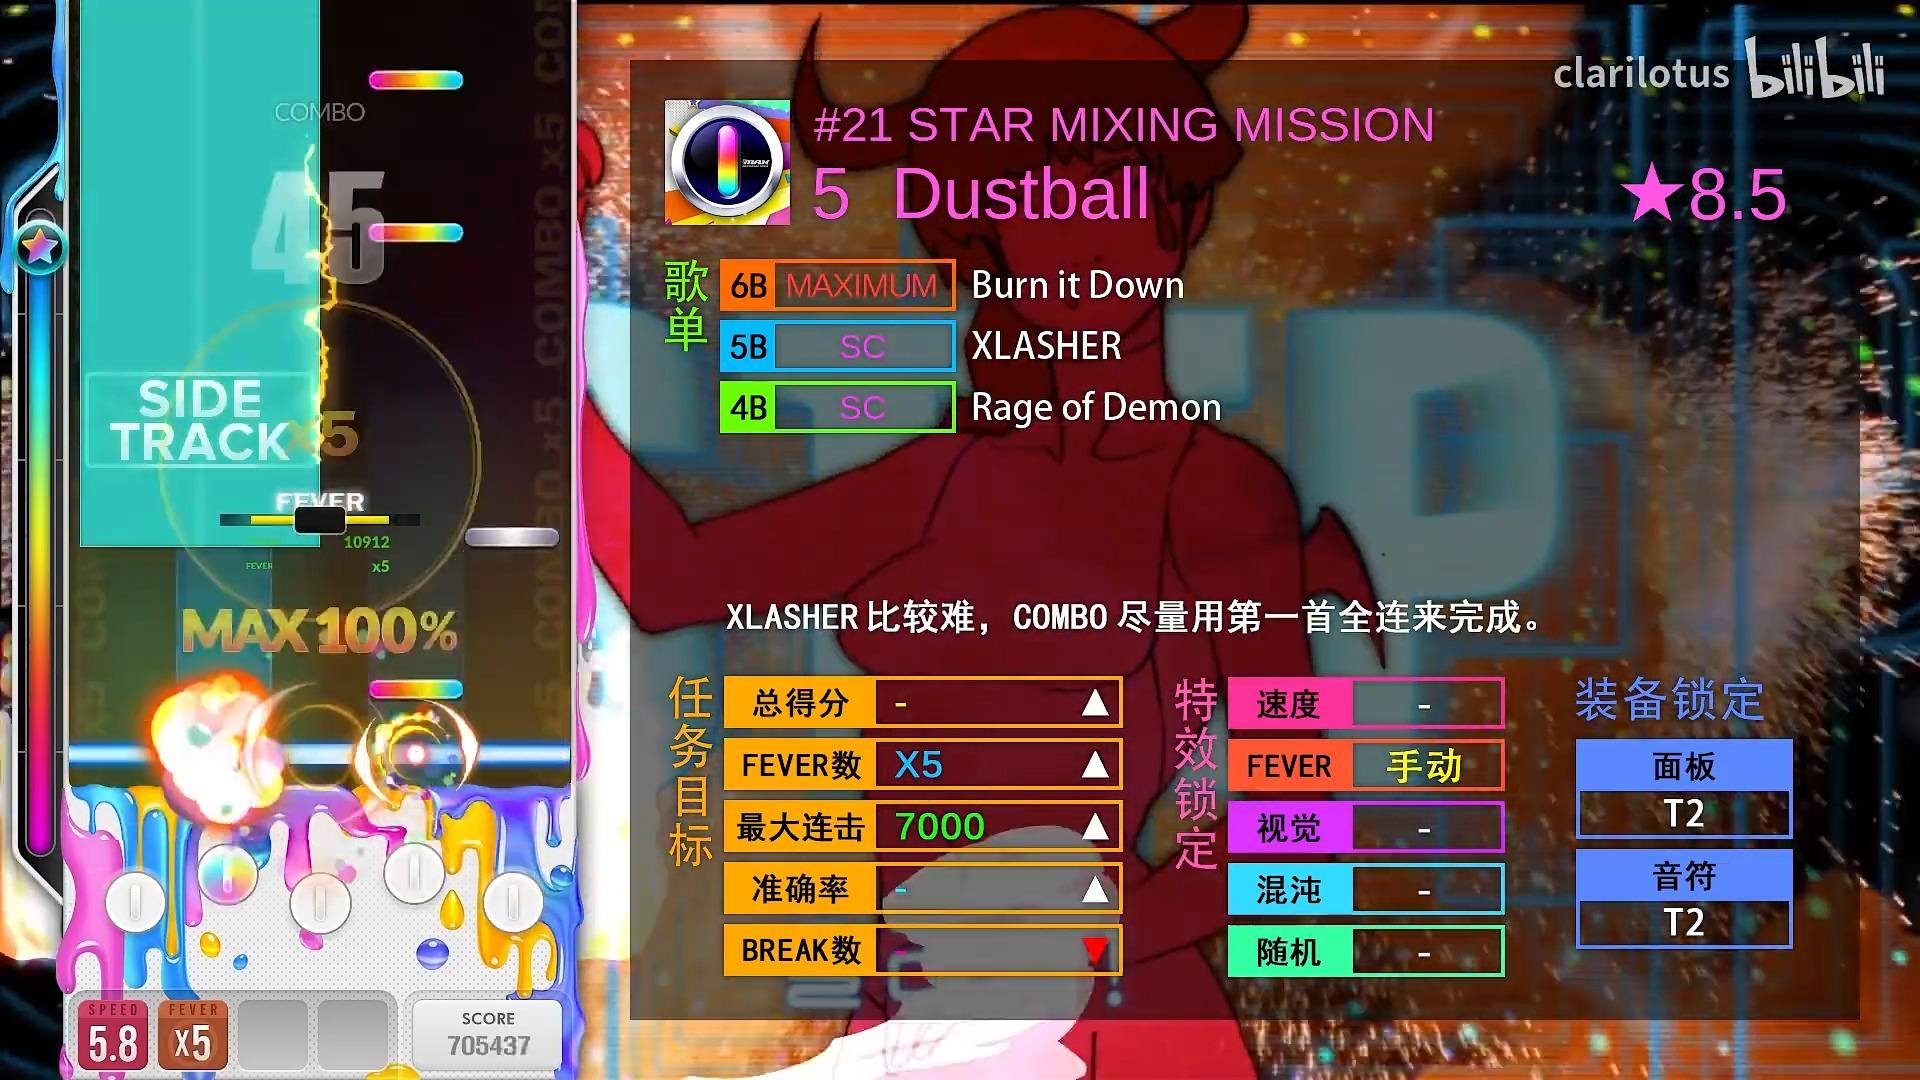 clarilotus bilibili
#21 STAR MIXING MISSION
5 Dustball
★8.5
歌单
6B MAXIMUM Burn it Down
5B SC XLASHER
4B SC Rage of Demon
XLASHER 比较难，COMBO 尽量用第一首全连来完成。
任务目标
总得分 - ▲
FEVER数 X5 ▲
最大连击 7000 ▲
准确率 - ▲
BREAK数 - ▼
特效锁定
速度 -
FEVER 手动
视觉 -
混沌 -
随机 -
装备锁定
面板
T2
音符
T2
COMBO
45
SIDE
TRACK
x5
FEVER
10912
FEVER x5
MAX 100%
SPEED
5.8
FEVER
x5
SCORE
705437
COMBO x5